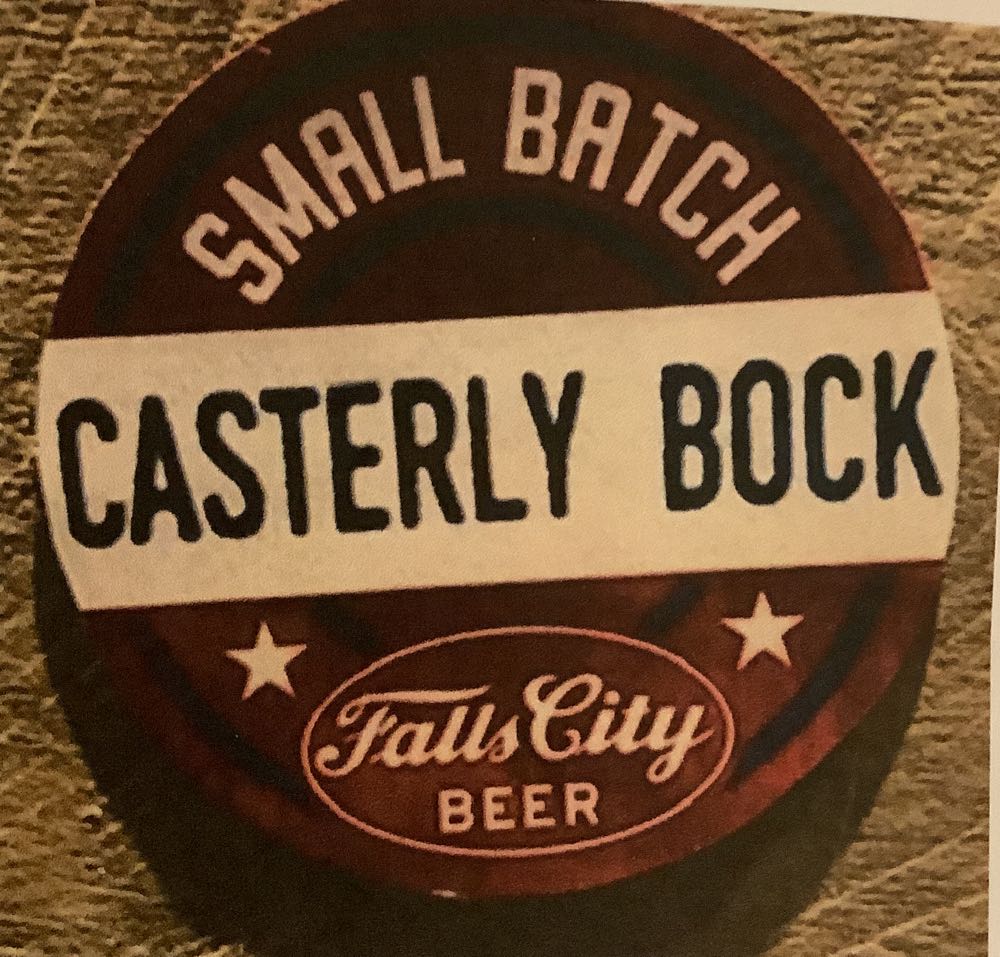 SMALL BATCH
CASTERLY BOCK
Falls City
BEER